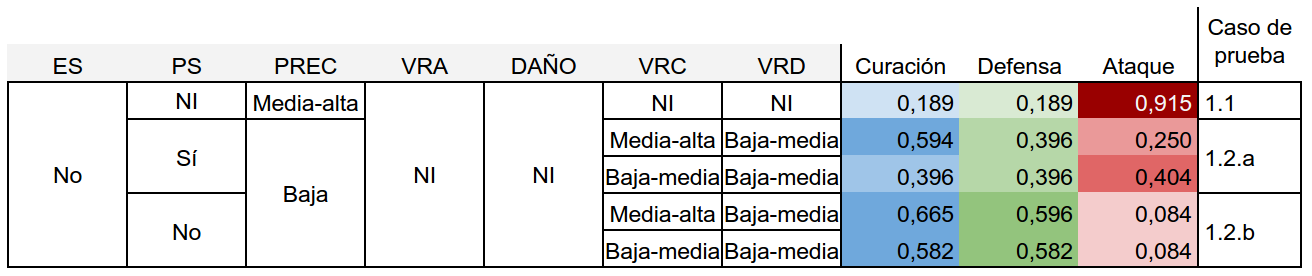 Caso de
prueba
ES PS PREC VRA DAÑO VRC VRD Curación Defensa Ataque
NI Media-alta NI NI 0,189 0,189 0,915 1.1
Media-alta Baja-media 0,594 0,396 0,250
Sí 1.2.a
No NI NI Baja-media Baja-media 0,396 0,396 0,404
Baja
Media-alta Baja-media 0,665 0,596 0,084
No 1.2.b
Baja-media Baja-media 0,582 0,582 0,084